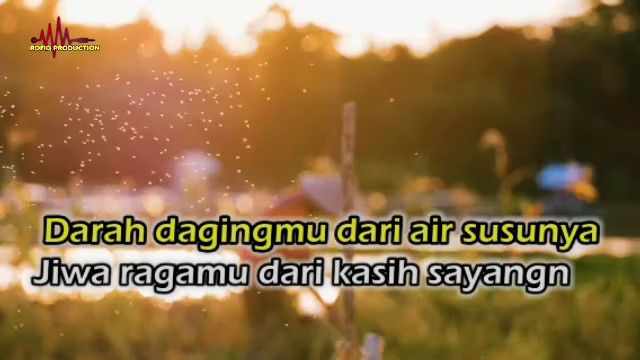 ROFIQ PRODUCTION
Darah dagingmu dari air susunya
Jiwa ragamu dari kasih sayangn